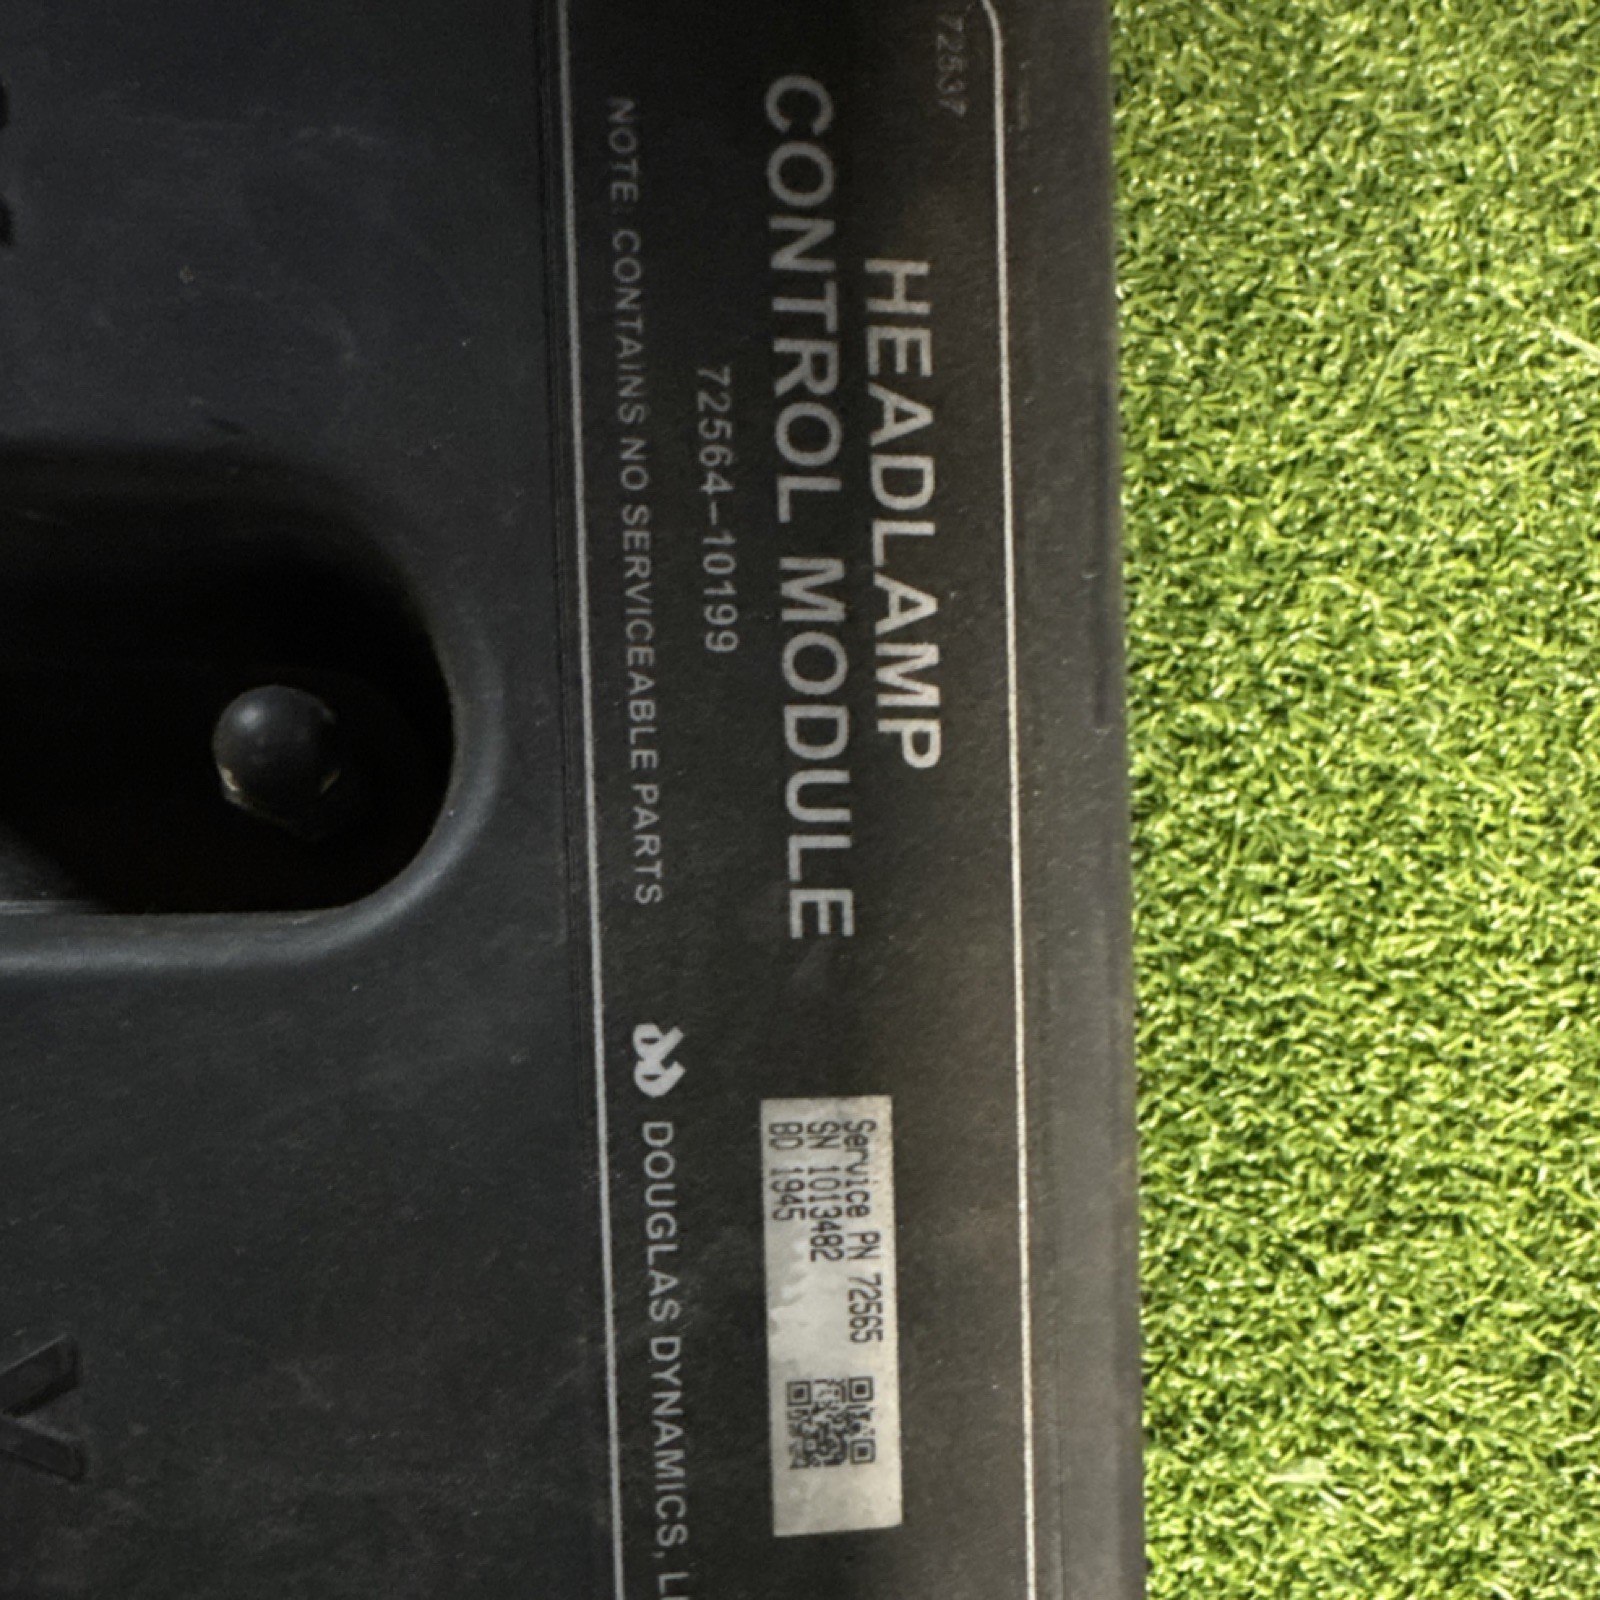 72537
HEADLAMP
CONTROL MODULE
72564-10199
NOTE: CONTAINS NO SERVICEABLE PARTS
DOUGLAS DYNAMICS, L
Service PN 72565
SN 1013482
BD 1945